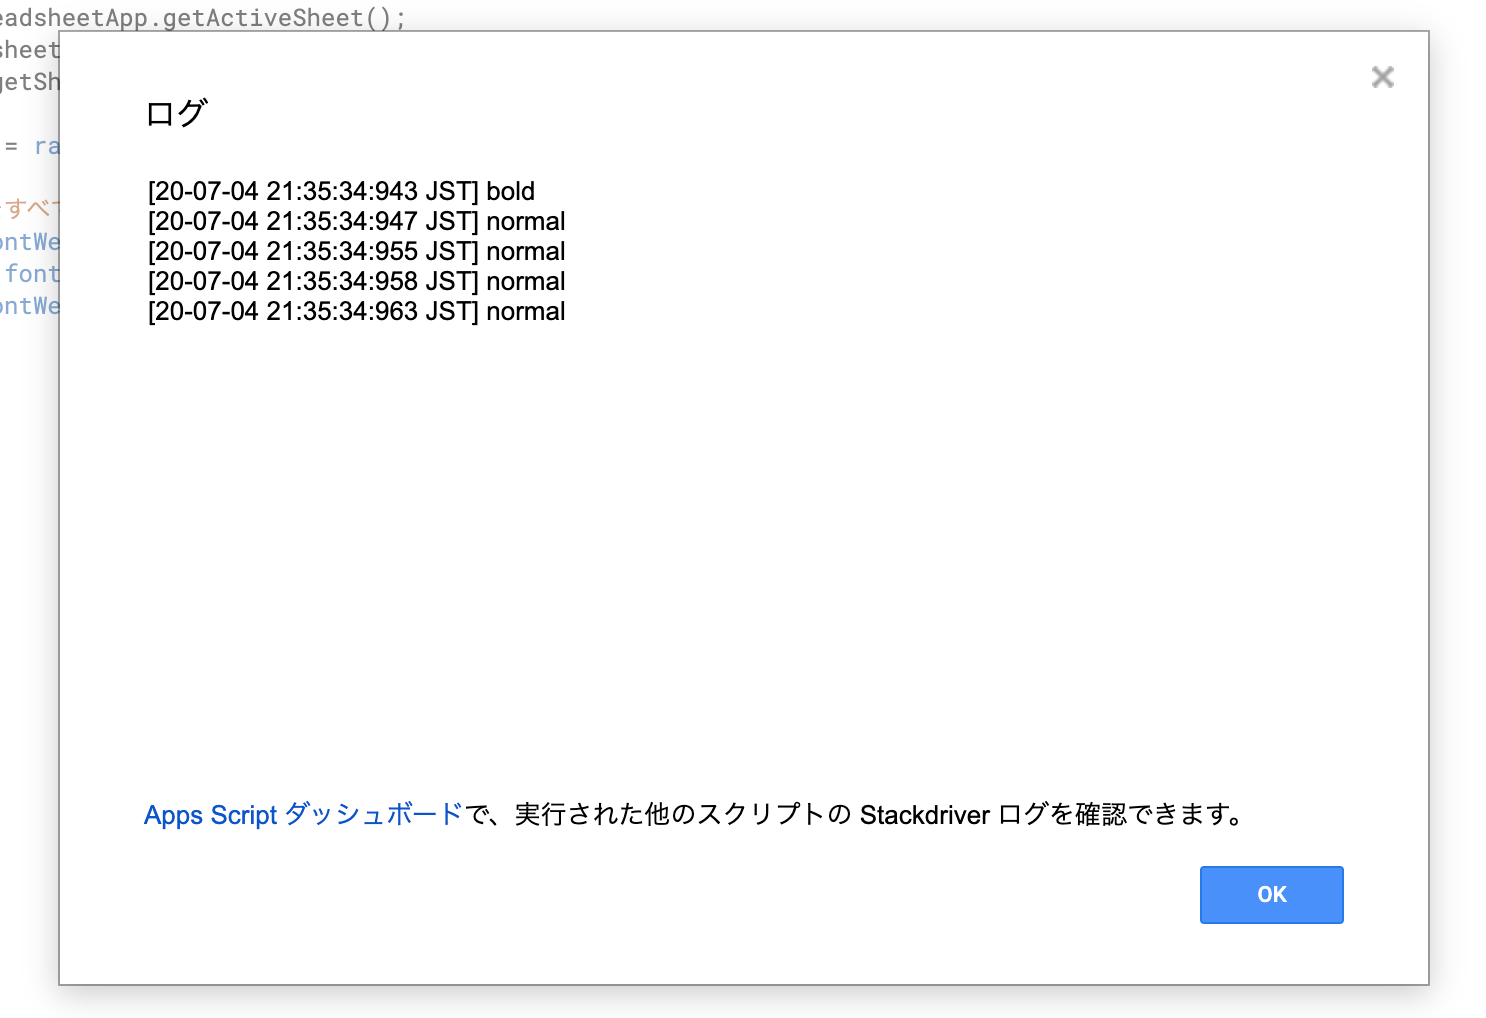 eadsheetApp.getActiveSheet();
sheet
getSh
= ra
すべて
ontWe
font
ontWe
ログ
[20-07-04 21:35:34:943 JST] bold
[20-07-04 21:35:34:947 JST] normal
[20-07-04 21:35:34:955 JST] normal
[20-07-04 21:35:34:958 JST] normal
[20-07-04 21:35:34:963 JST] normal
Apps Script ダッシュボードで、実行された他のスクリプトの Stackdriver ログを確認できます。
OK